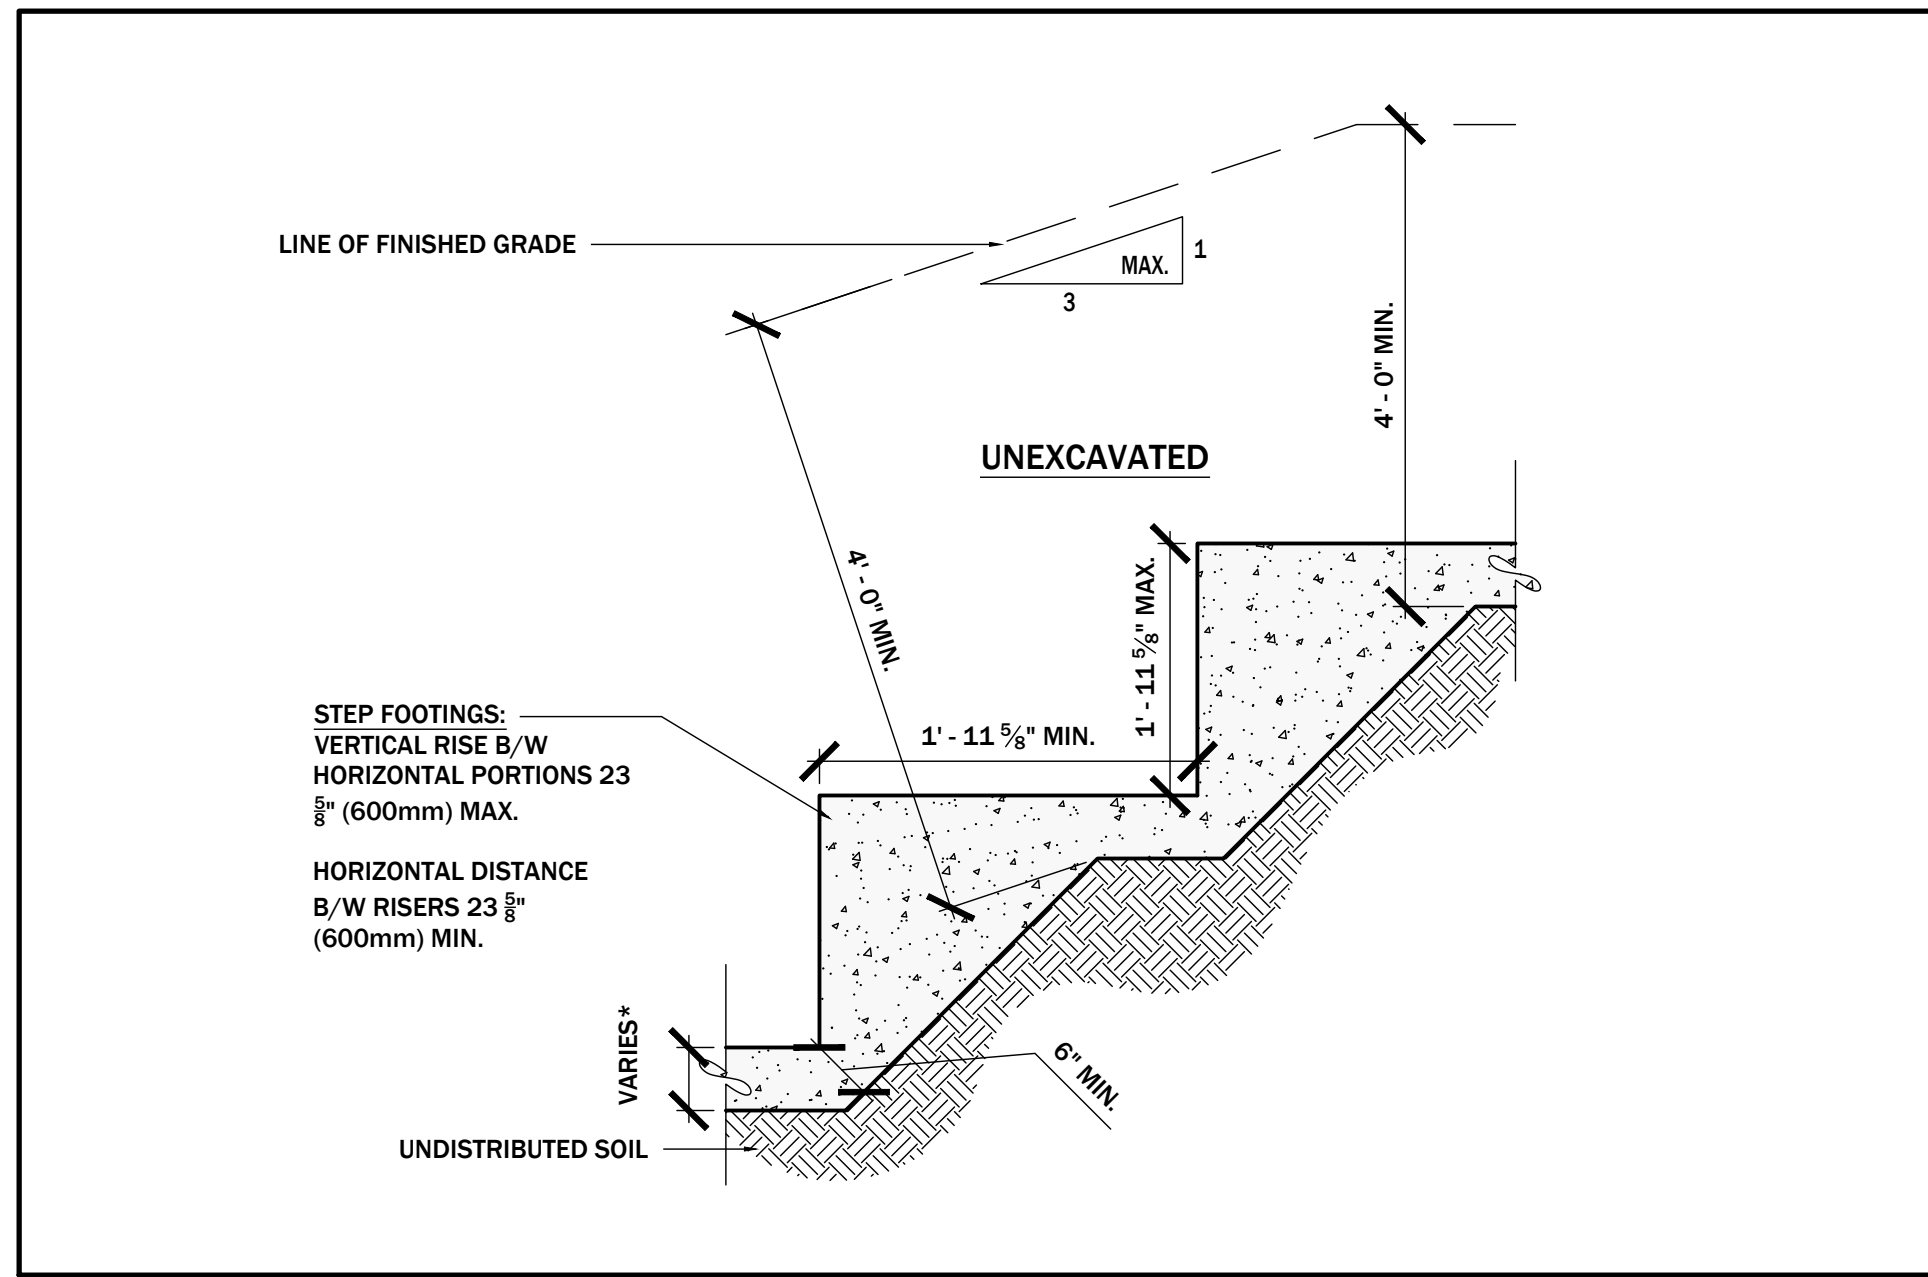 LINE OF FINISHED GRADE
MAX.
1
3
4' - 0" MIN.
UNEXCAVATED
4' - 0" MIN.
1' - 11 5/8" MAX.
1' - 11 5/8" MIN.
STEP FOOTINGS:
VERTICAL RISE B/W
HORIZONTAL PORTIONS 23
5/8" (600mm) MAX.
HORIZONTAL DISTANCE
B/W RISERS 23 5/8"
(600mm) MIN.
VARIES*
6" MIN.
UNDISTRIBUTED SOIL